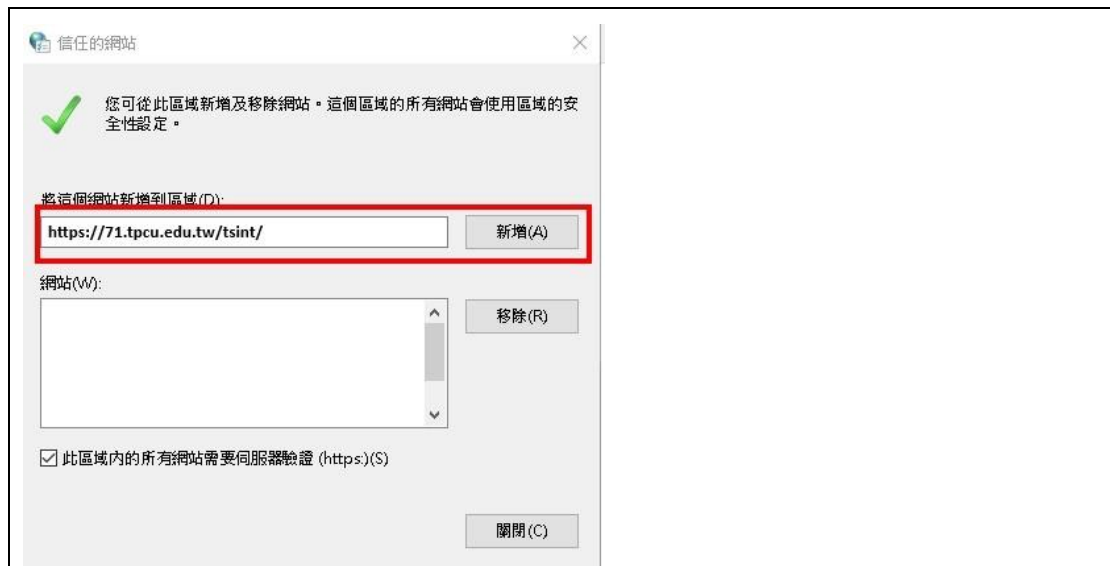 信任的網站
您可從此區域新增及移除網站。這個區域的所有網站會使用區域的安
全性設定。
將這個網站新增到區域(D):
https://71.tpcu.edu.tw/tsint/
新增(A)
網站(W):
移除(R)
此區域內的所有網站需要伺服器驗證 (https:)(S)
關閉(C)